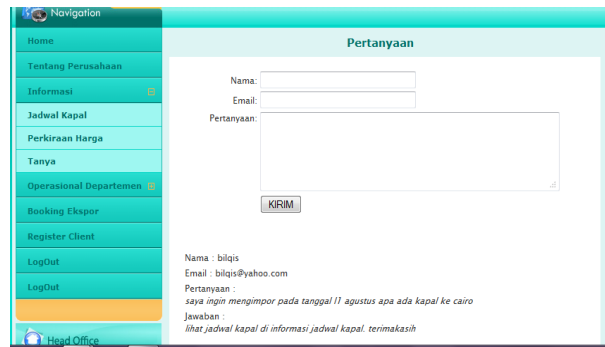 Navigation
Home
Tentang Perusahaan
Informasi
Jadwal Kapal
Perkiraan Harga
Tanya
Operasional Departemen
Booking Ekspor
Register Client
LogOut
LogOut
Head Office
Pertanyaan
Nama:
Email:
Pertanyaan:
KIRIM
Nama : bilqis
Email : bilqis@yahoo.com
Pertanyaan :
saya ingin mengimpor pada tanggal 11 agustus apa ada kapal ke cairo
Jawaban :
lihat jadwal kapal di informasi jadwal kapal. terimakasih